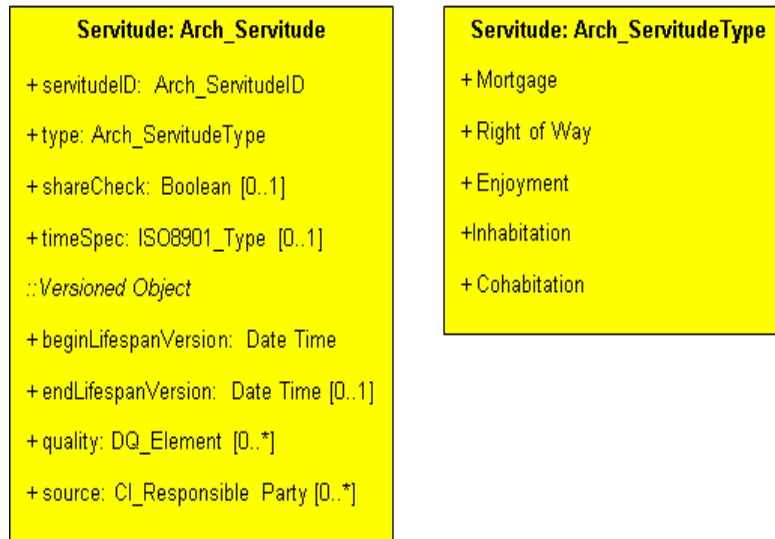 Servitude: Arch_Servitude
+ servitudeID: Arch_ServitudeID
+ type: Arch_ServitudeType
+ shareCheck: Boolean [0..1]
+ timeSpec: ISO8901_Type [0..1]
::Versioned Object
+ beginLifespanVersion: Date Time
+ endLifespanVersion: Date Time [0..1]
+ quality: DQ_Element [0..*]
+ source: CI_Responsible Party [0..*]
Servitude: Arch_ServitudeType
+ Mortgage
+ Right of Way
+ Enjoyment
+Inhabitation
+ Cohabitation